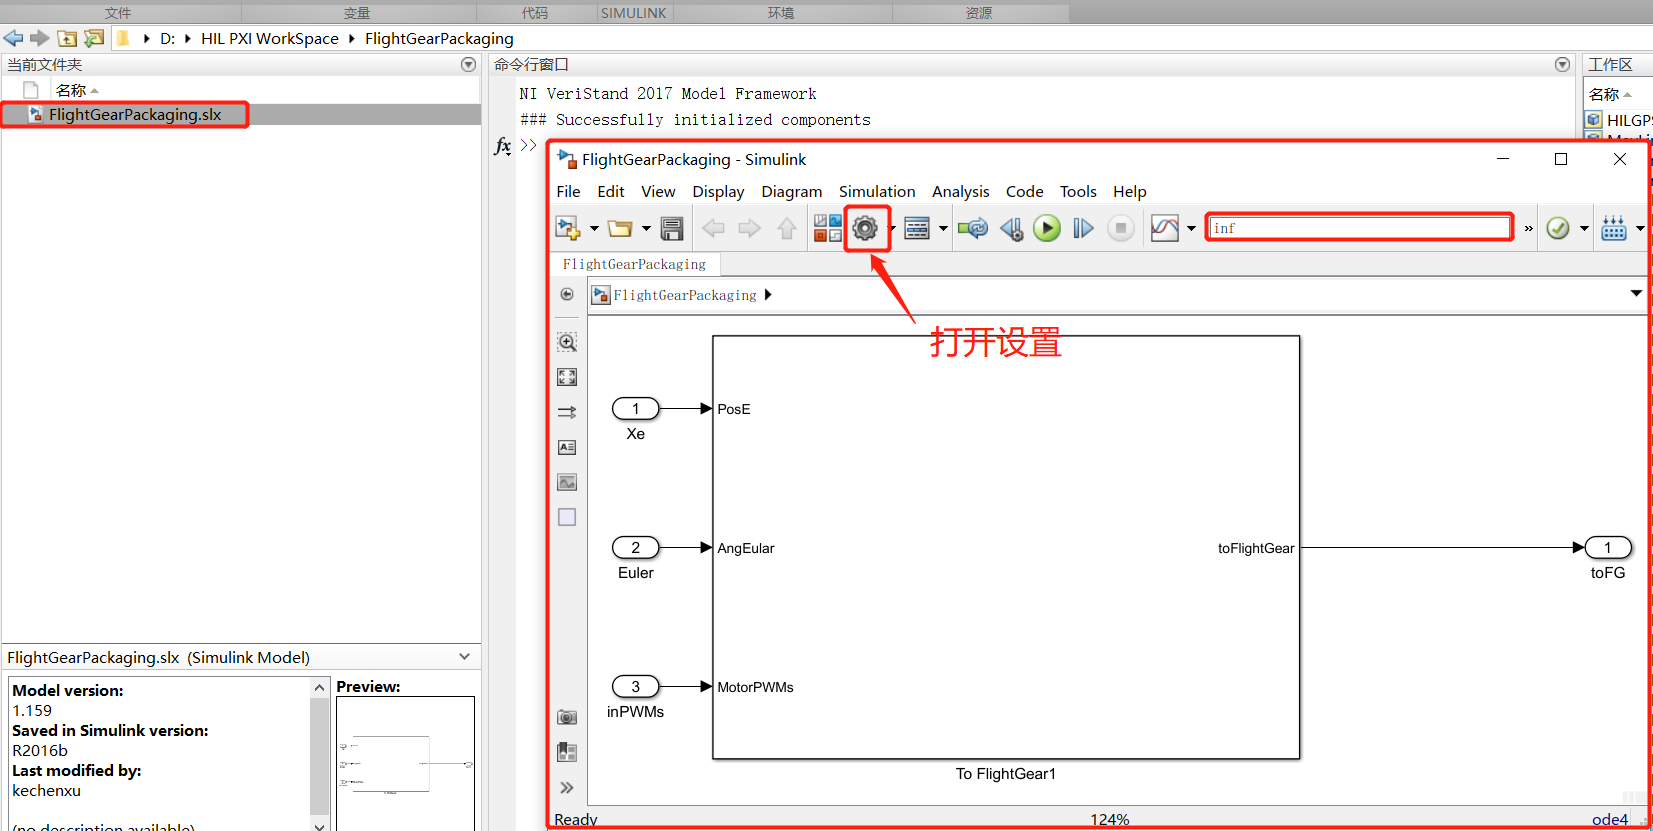 文件 变量 代码 SIMULINK 环境 资源
D: HIL PXI WorkSpace FlightGearPackaging
当前文件夹
名称
FlightGearPackaging.slx
命令行窗口
NI VeriStand 2017 Model Framework
### Successfully initialized components
fx >>
工作区
名称
HILGPS
FlightGearPackaging - Simulink
File Edit View Display Diagram Simulation Analysis Code Tools Help
inf
»
FlightGearPackaging
FlightGearPackaging
打开设置
1
PosE
Xe
2
AngEular
Euler
toFlightGear
1
toFG
3
MotorPWMs
inPWMs
To FlightGear1
Ready
124%
ode4
FlightGearPackaging.slx (Simulink Model)
Model version:
1.159
Saved in Simulink version:
R2016b
Last modified by:
kechenxu
(no description available)
Preview: